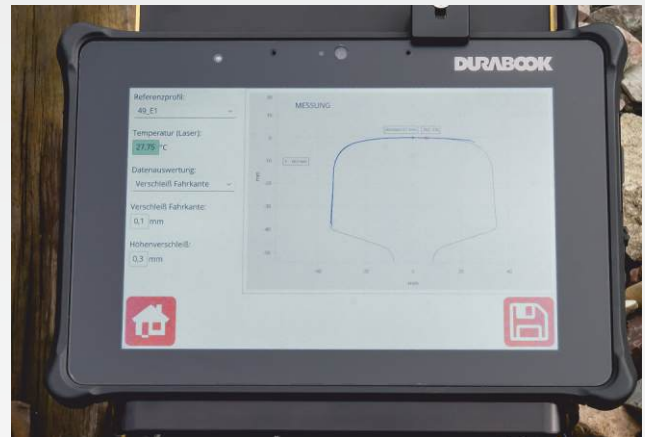 DURABOOK
Referenzprofil:
49_E1
Temperatur (Laser):
27.75 °C
Datenauswertung:
Verschleiß Fahrkante
Verschleiß Fahrkante:
0,1 mm
Höhenverschleiß:
0,3 mm
MESSUNG